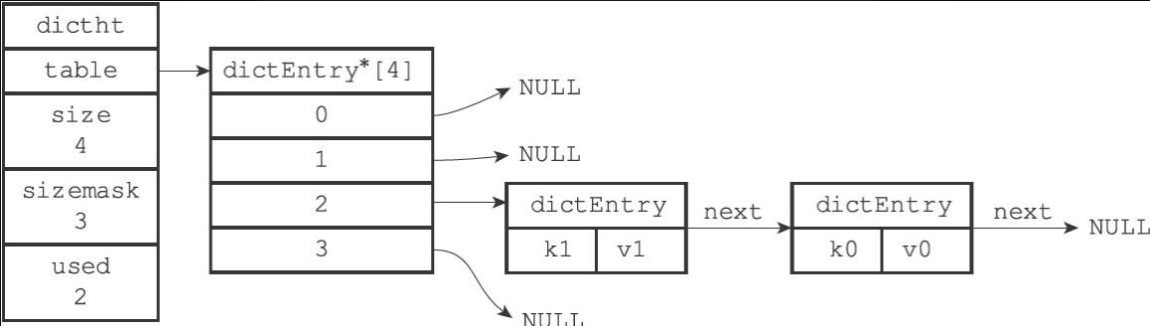 dictht
table
size
4
sizemask
3
used
2
dictEntry*[4]
0
1
2
3
NULL
NULL
dictEntry
k1 v1
next
dictEntry
k0 v0
next
NULL
NULL